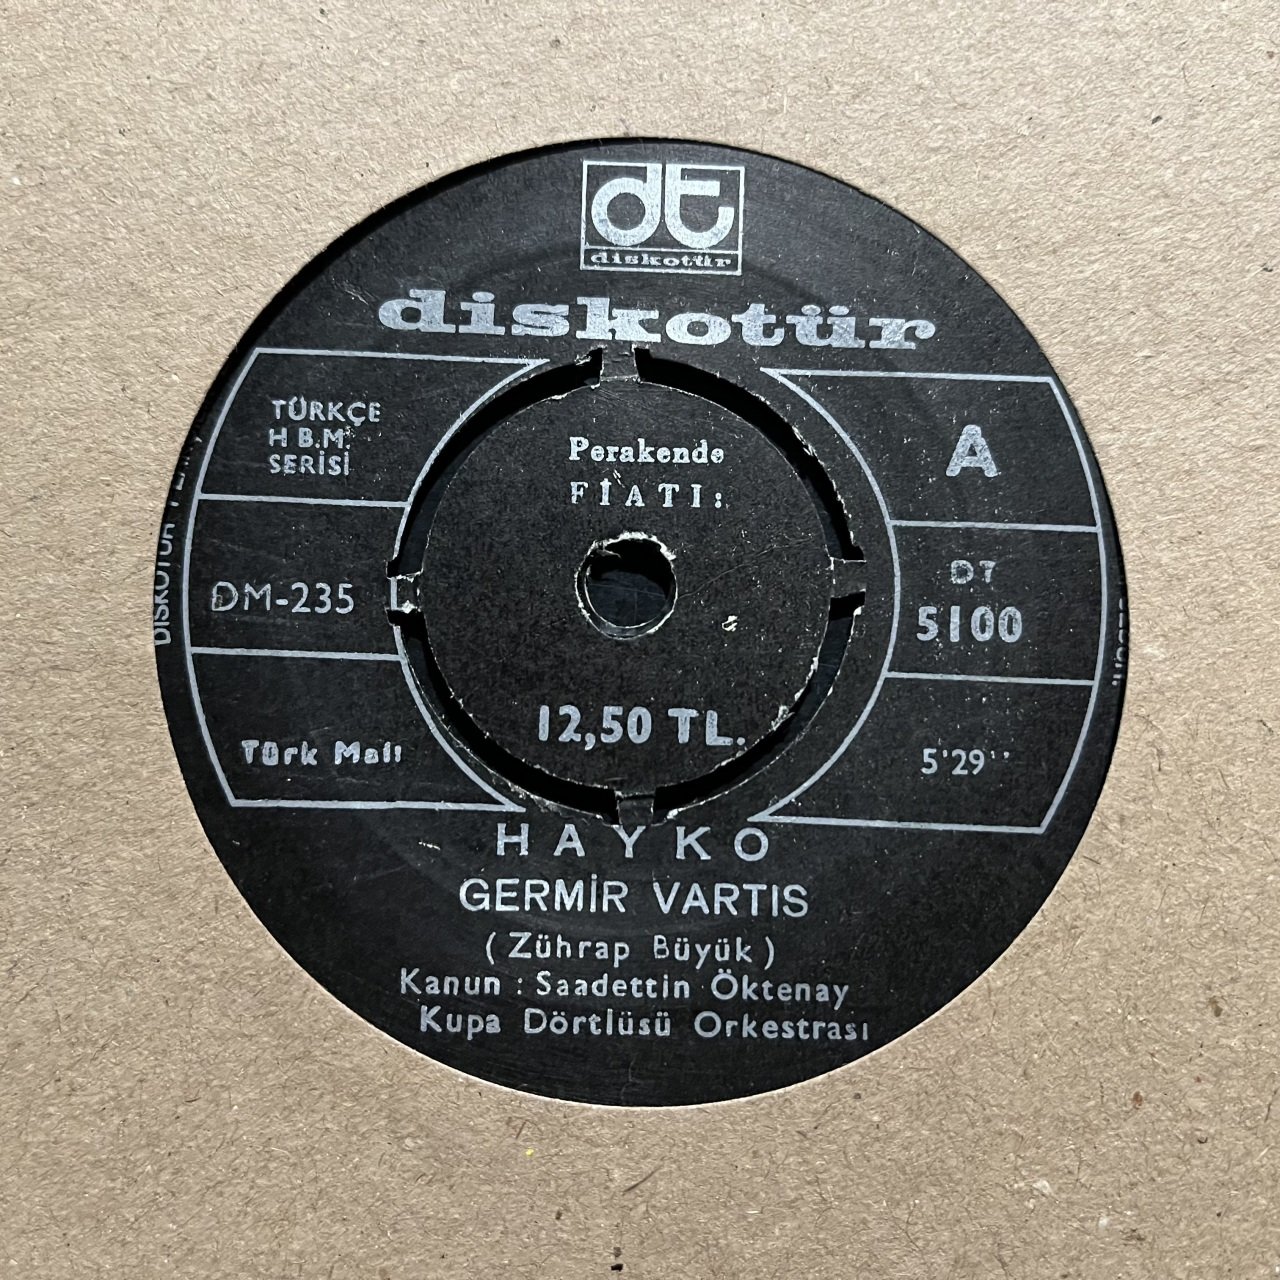 dt
diskotür
diskotür
TÜRKÇE
H B.M.
SERİSİ
DM-235
Türk Malı
Perakende
FİATI:
12,50 TL.
A
DT
5100
5'29''
HAYKO
GERMİR VARTIS
(Zührap Büyük)
Kanun : Saadettin Öktenay
Kupa Dörtlüsü Orkestrası